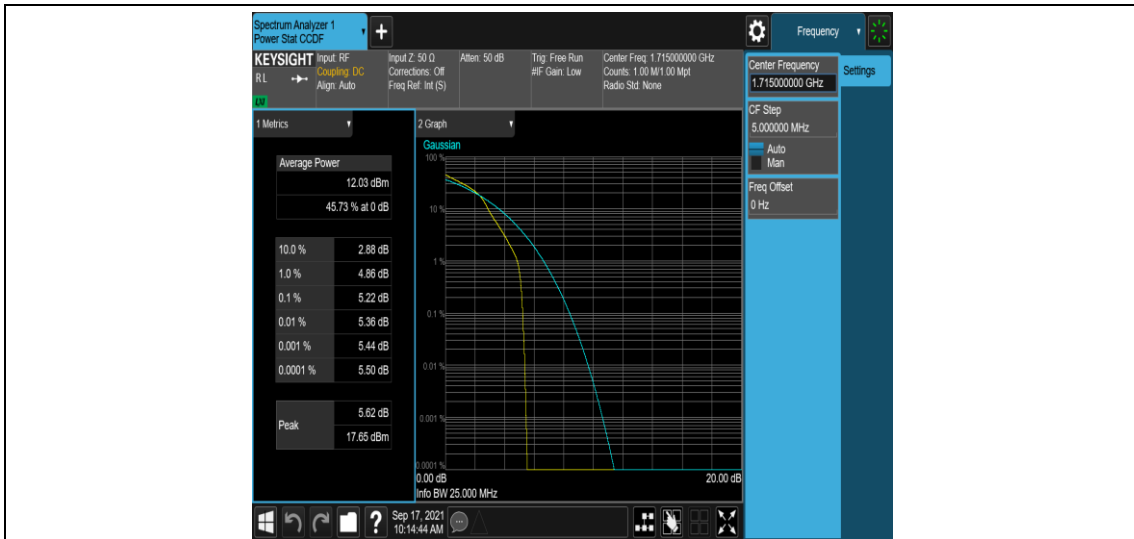 Spectrum Analyzer 1
Power Stat CCDF
+
Frequency
KEYSIGHT
RL
LXI
Input: RF
Coupling: DC
Align: Auto
Input Z: 50 Ω
Corrections: Off
Freq Ref: Int (S)
Atten: 50 dB
Trig: Free Run
#IF Gain: Low
Center Freq: 1.715000000 GHz
Counts: 1.00 M/1.00 Mpt
Radio Std: None
Center Frequency
1.715000000 GHz
Settings
CF Step
5.000000 MHz
Auto
Man
Freq Offset
0 Hz
1 Metrics
Average Power
12.03 dBm
45.73 % at 0 dB
10.0 % 2.88 dB
1.0 % 4.86 dB
0.1 % 5.22 dB
0.01 % 5.36 dB
0.001 % 5.44 dB
0.0001 % 5.50 dB
Peak
5.62 dB
17.65 dBm
2 Graph
Gaussian
100 %
10 %
1 %
0.1 %
0.01 %
0.001 %
0.0001 %
0.00 dB 20.00 dB
Info BW 25.000 MHz
?
Sep 17, 2021
10:14:44 AM